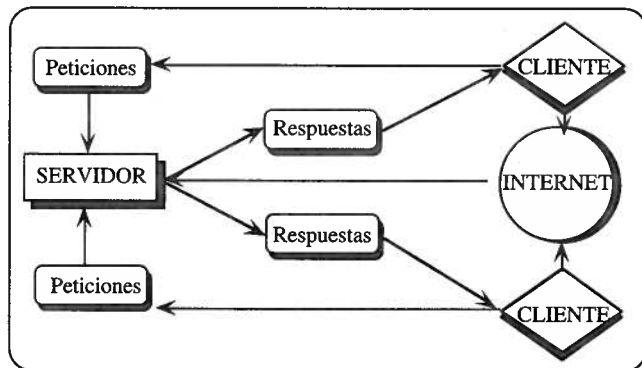 Peticiones
CLIENTE
Respuestas
SERVIDOR
INTERNET
Respuestas
Peticiones
CLIENTE